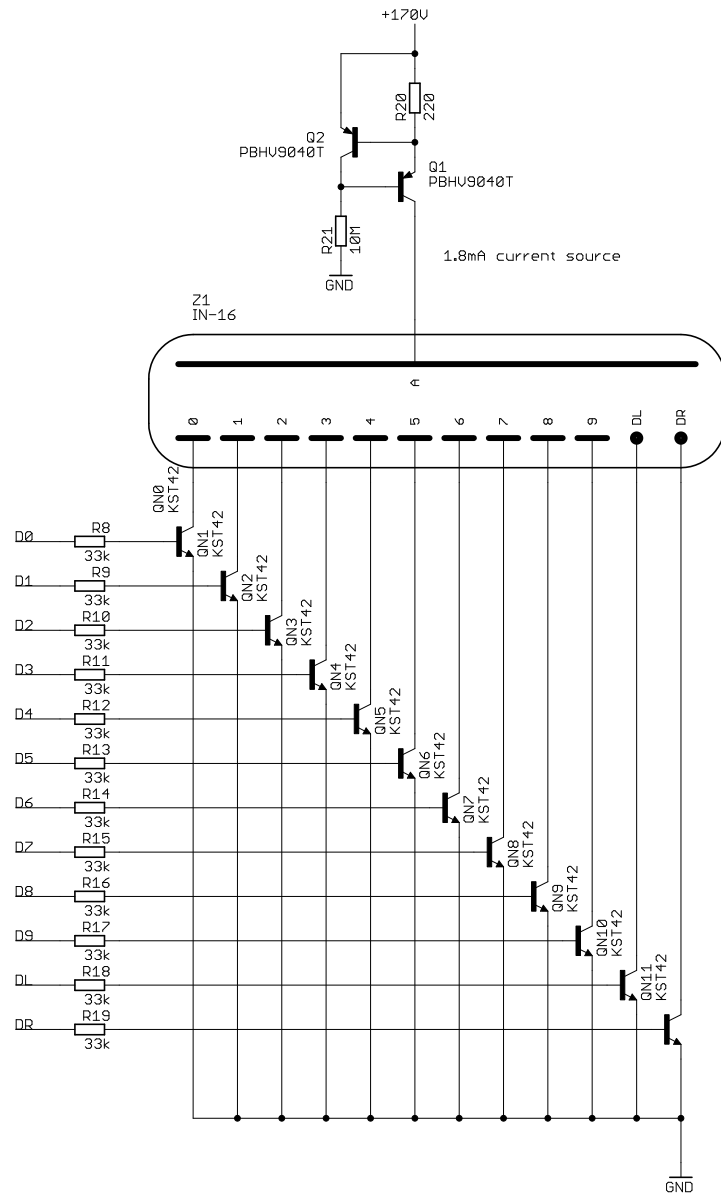 +170V
R20
220
Q2
PBHV9040T
Q1
PBHV9040T
R21
10M
GND
1.8mA current source
Z1
IN-16
A
0 1 2 3 4 5 6 7 8 9 DL DR
QN0
KST42
D0
R8
33k
QN1
KST42
D1
R9
33k
QN2
KST42
D2
R10
33k
QN3
KST42
D3
R11
33k
QN4
KST42
D4
R12
33k
QN5
KST42
D5
R13
33k
QN6
KST42
D6
R14
33k
QN7
KST42
D7
R15
33k
QN8
KST42
D8
R16
33k
QN9
KST42
D9
R17
33k
QN10
KST42
DL
R18
33k
QN11
KST42
DR
R19
33k
GND